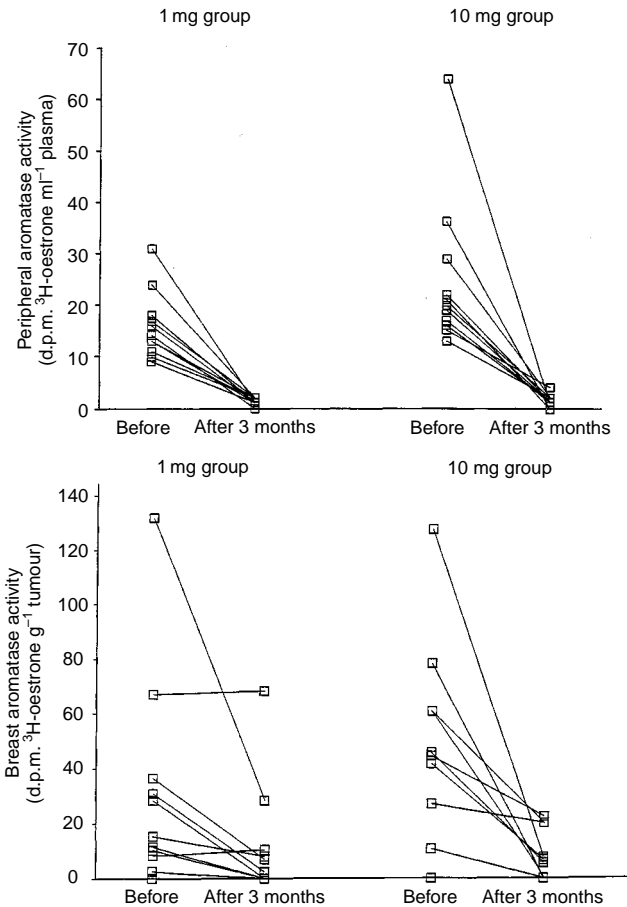 1 mg group 10 mg group
Peripheral aromatase activity
(d.p.m. ³H-oestrone ml⁻¹ plasma)
70
60
50
40
30
20
10
0
Before After 3 months Before After 3 months
1 mg group 10 mg group
Breast aromatase activity
(d.p.m. ³H-oestrone g⁻¹ tumour)
140
120
100
80
60
40
20
0
Before After 3 months Before After 3 months